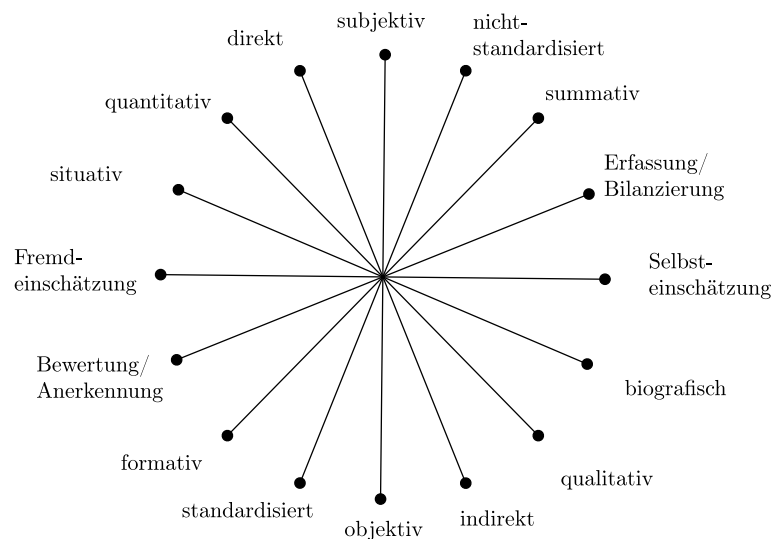 subjektiv
nicht-
standardisiert
direkt
summativ
quantitativ
Erfassung/
Bilanzierung
situativ
Fremd-
einschätzung
Selbst-
einschätzung
Bewertung/
Anerkennung
biografisch
formativ
qualitativ
standardisiert
indirekt
objektiv